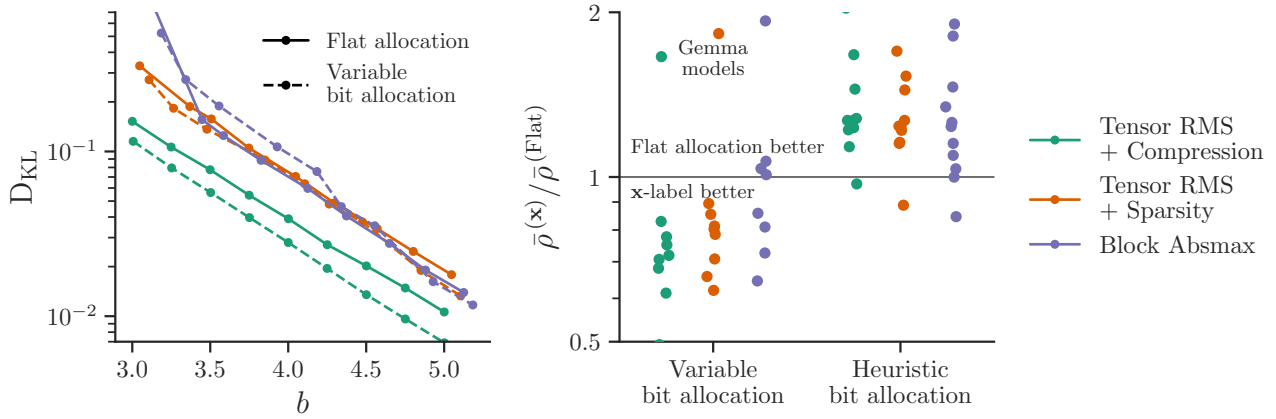 D_KL
10⁻¹
10⁻²
3.0
3.5
4.0
4.5
5.0
b
Flat allocation
Variable
bit allocation
ρ̄^(x)/ρ̄^(Flat)
2
1
0.5
Gemma
models
Flat allocation better
x-label better
Variable
bit allocation
Heuristic
bit allocation
Tensor RMS
+ Compression
Tensor RMS
+ Sparsity
Block Absmax